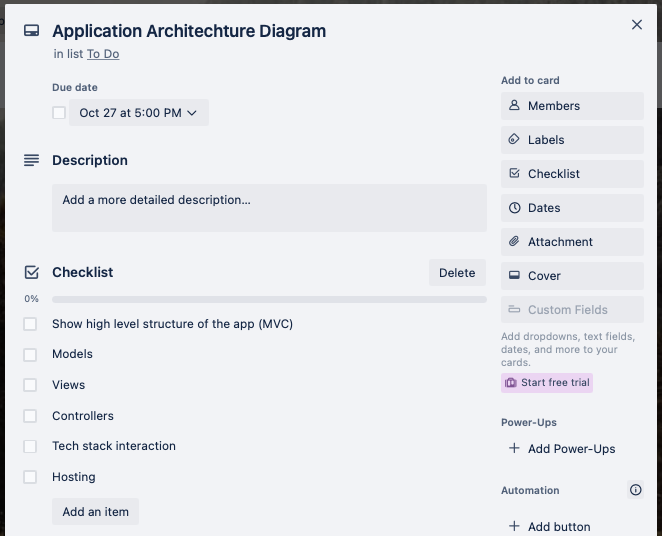 Application Architechture Diagram
in list To Do
Due date
Oct 27 at 5:00 PM
Description
Add a more detailed description...
Checklist
Delete
0%
Show high level structure of the app (MVC)
Models
Views
Controllers
Tech stack interaction
Hosting
Add an item
Add to card
Members
Labels
Checklist
Dates
Attachment
Cover
Custom Fields
Add dropdowns, text fields,
dates, and more to your
cards.
Start free trial
Power-Ups
Add Power-Ups
Automation
Add button